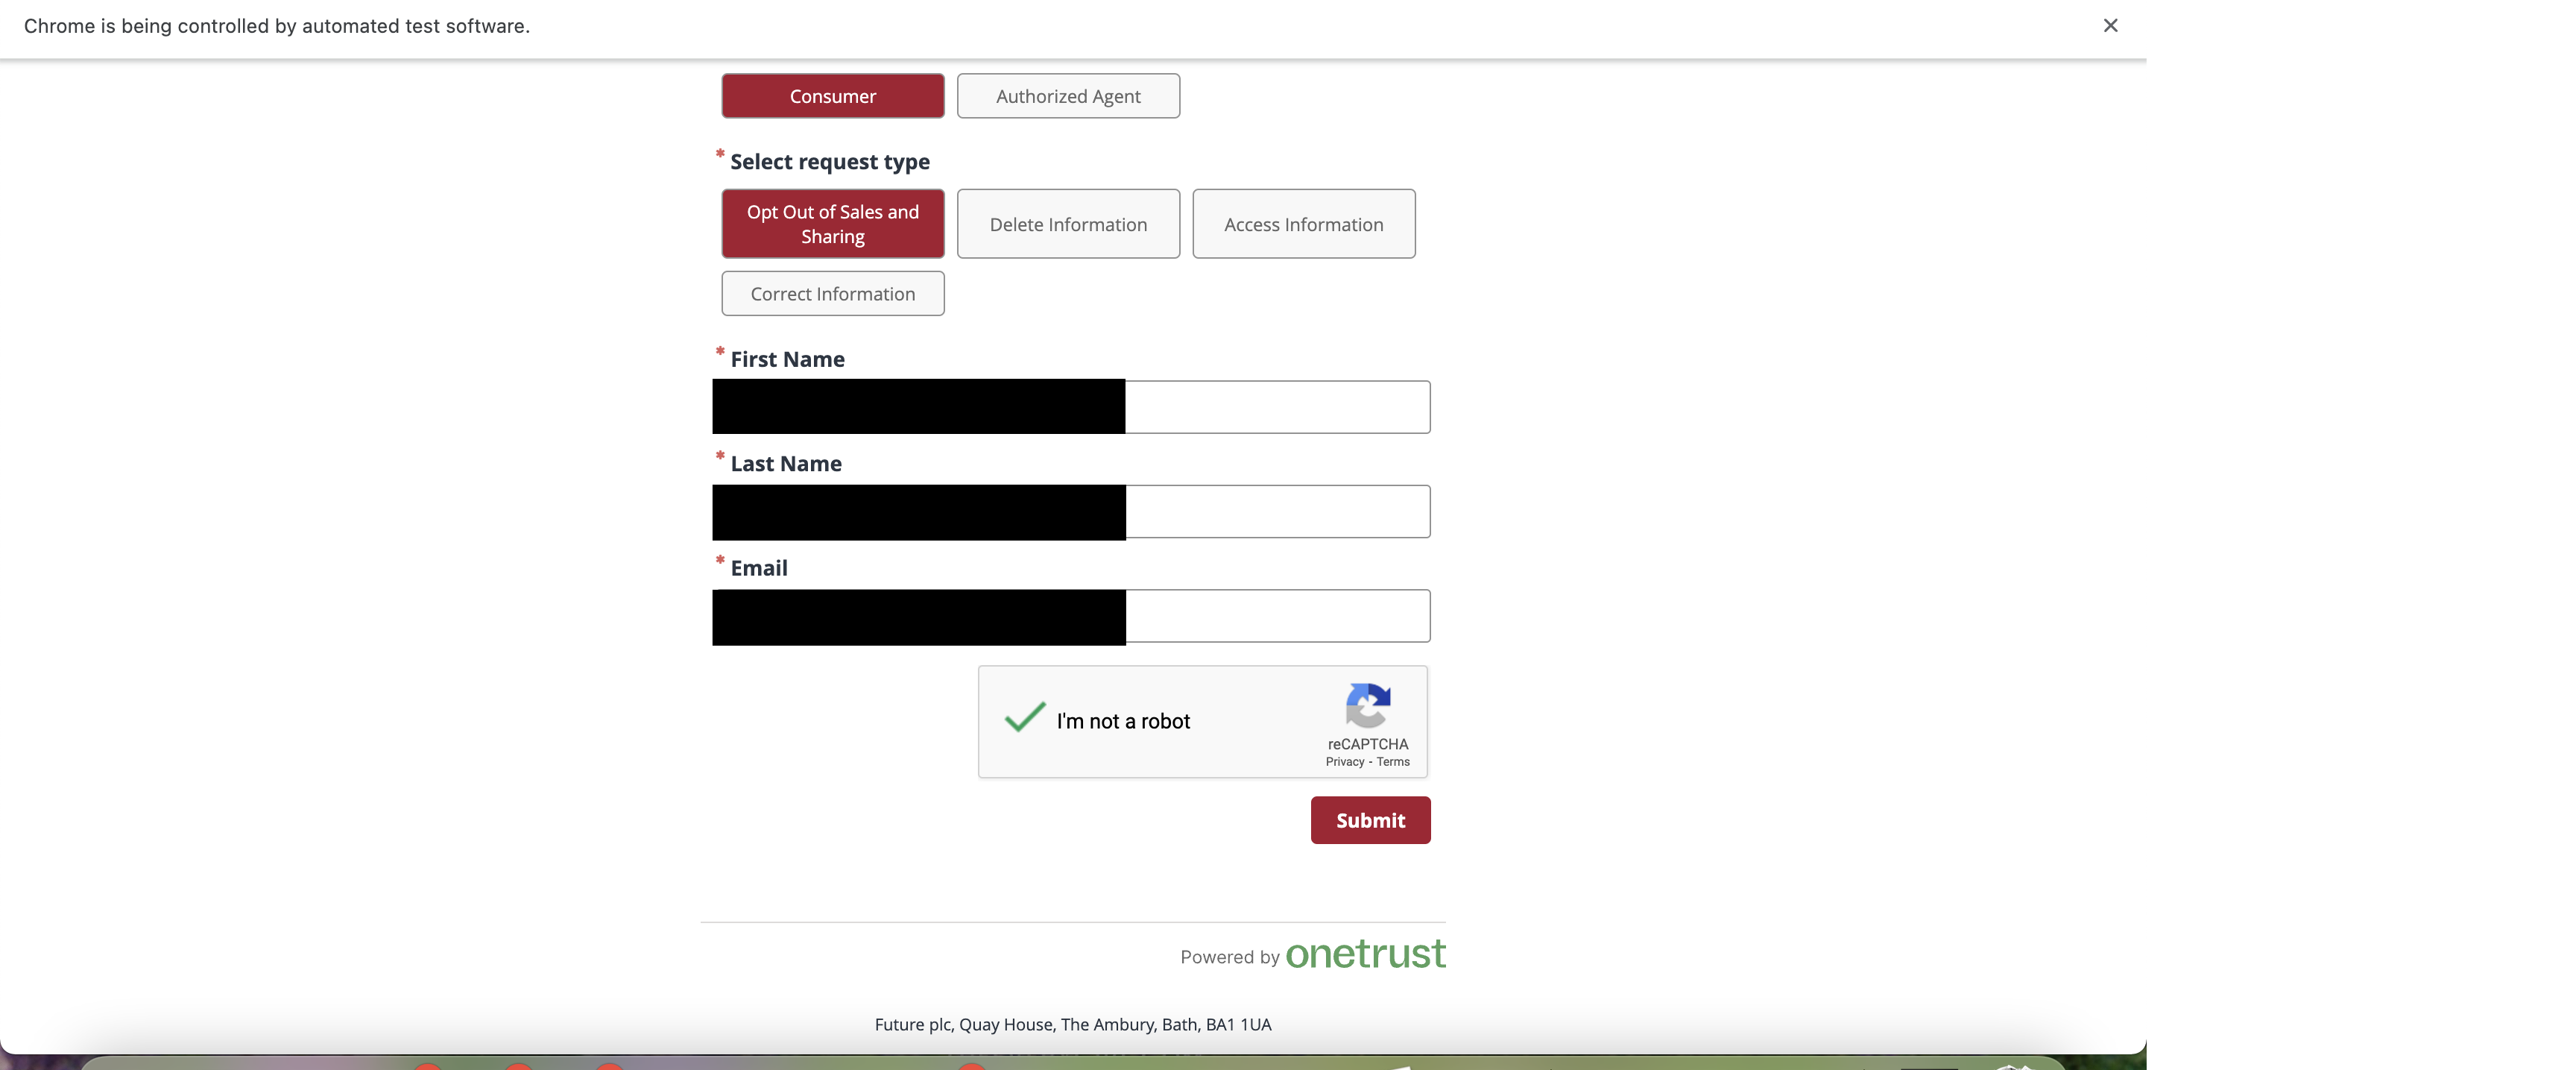 Chrome is being controlled by automated test software.
Consumer
Authorized Agent
* Select request type
Opt Out of Sales and
Sharing
Delete Information
Access Information
Correct Information
* First Name
* Last Name
* Email
I'm not a robot
reCAPTCHA
Privacy - Terms
Submit
Powered by onetrust
Future plc, Quay House, The Ambury, Bath, BA1 1UA